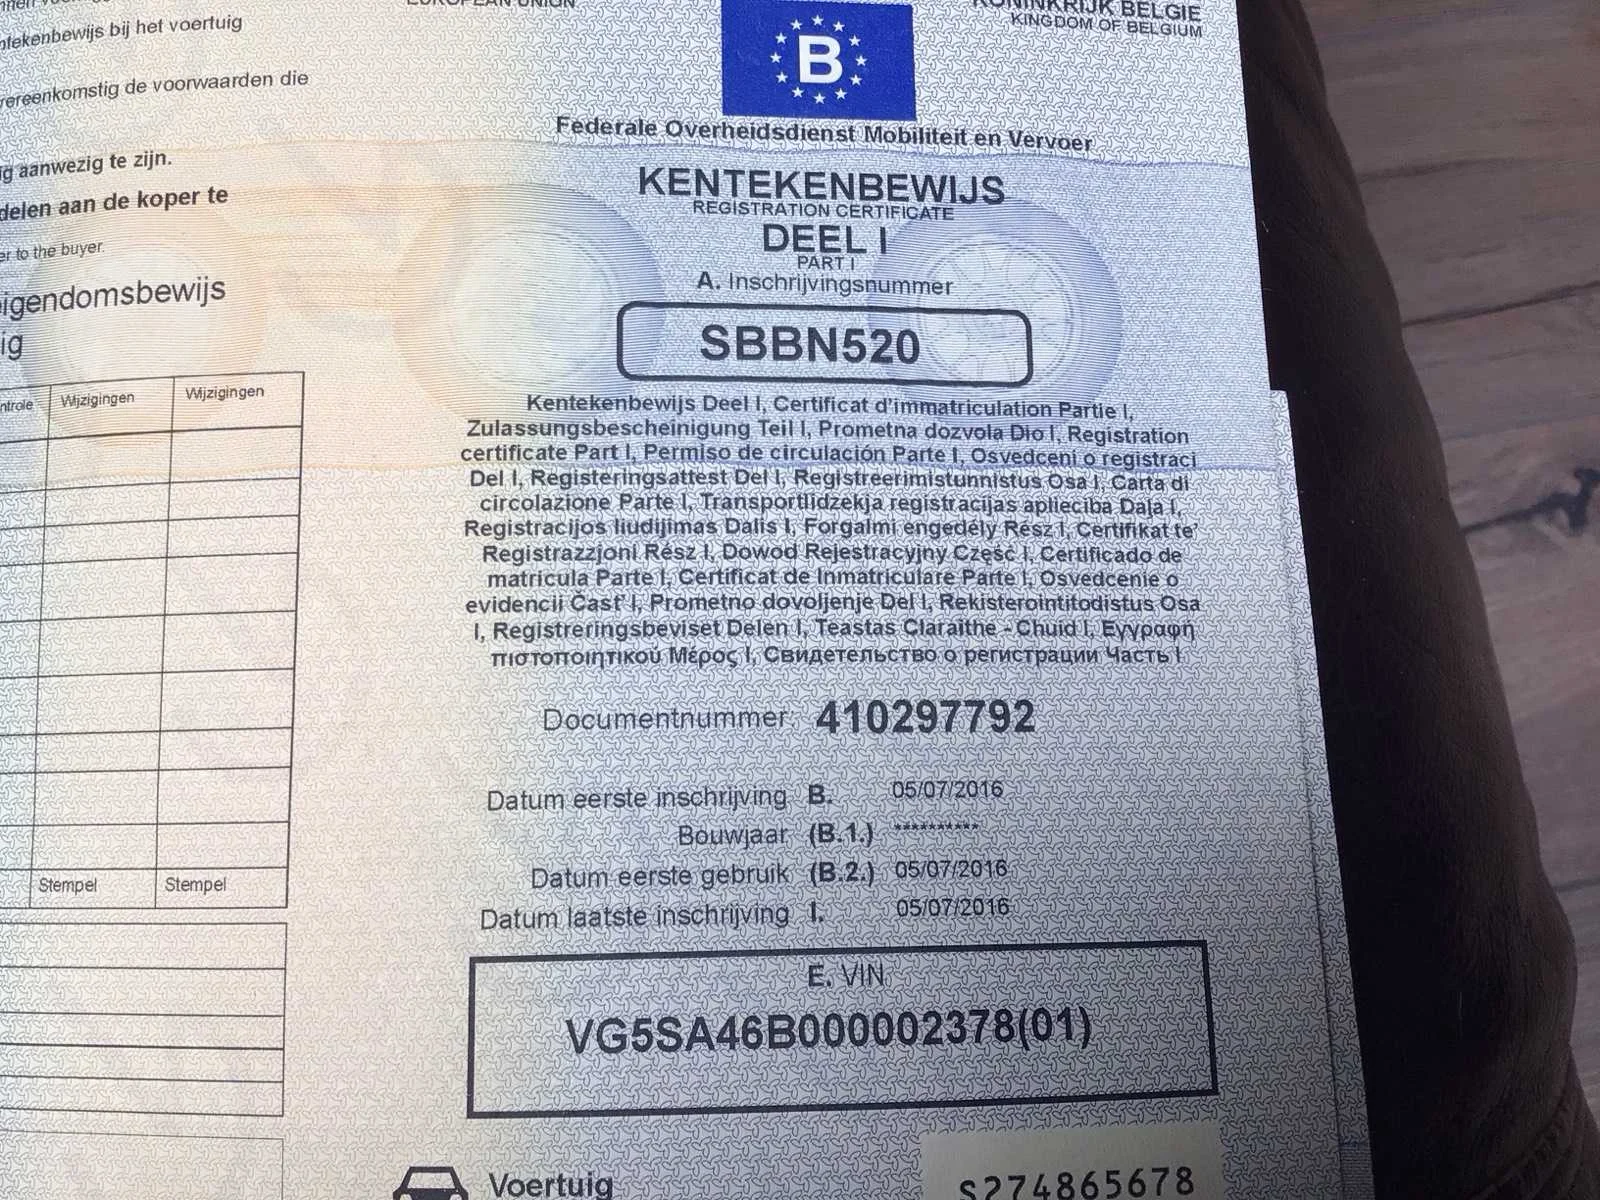 ntekenbewijs bij het voertuig
vereenkomstig de voorwaarden die
ig aanwezig te zijn.
delen aan de koper te
er to the buyer.
eigendomsbewijs
ig
ntrole Wijzigingen Wijzigingen
Stempel Stempel
EUROPEAN UNION
KONINKRIJK BELGIE
KINGDOM OF BELGIUM
B
Federale Overheidsdienst Mobiliteit en Vervoer
KENTEKENBEWIJS
REGISTRATION CERTIFICATE
DEEL I
PART I
A. Inschrijvingsnummer
SBBN520
Kentekenbewijs Deel I, Certificat d'immatriculation Partie I,
Zulassungsbescheinigung Teil I, Prometna dozvola Dio I, Registration
certificate Part I, Permiso de circulación Parte I, Osvedceni o registraci
Del I, Registeringsattest Del I, Registreerimistunnistus Osa I, Carta di
circolazione Parte I, Transportlidzekja registracijas aplieciba Daļa I,
Registracijos liudijimas Dalis I, Forgalmi engedély Rész I, Certifikat te'
Registrazzjoni Rész I, Dowod Rejestracyjny Część I, Certificado de
matricula Parte I, Certificat de Inmatriculare Parte I, Osvedcenie o
evidencii Časť I, Prometno dovoljenje Del I, Rekisterointitodistus Osa
I, Registreringsbeviset Delen I, Teastas Claraithe - Chuid I, Εγγραφή
πιστοποιητικού Μέρος I, Свидетельство о регистрации Часть I
Documentnummer: 410297792
Datum eerste inschrijving B. 05/07/2016
Bouwjaar (B.1.) **********
Datum eerste gebruik (B.2.) 05/07/2016
Datum laatste inschrijving I. 05/07/2016
E. VIN
VG5SA46B000002378(01)
Voertuig
S274865678